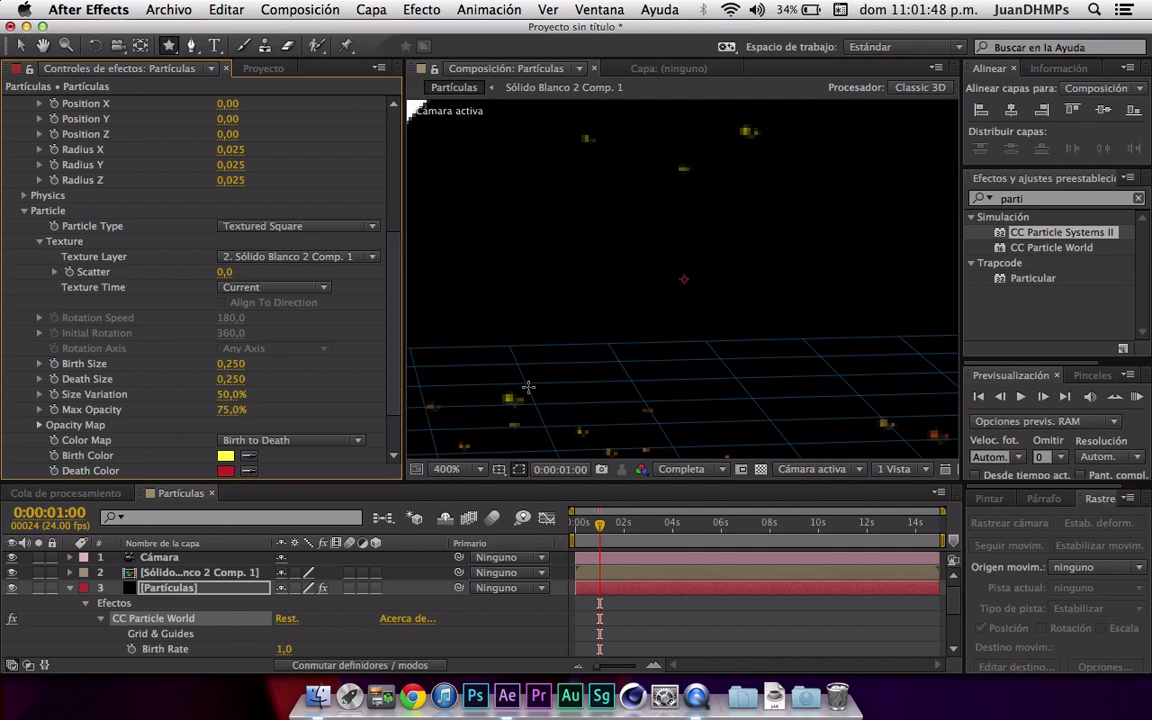 After Effects Archivo Editar Composición Capa Efecto Animación Ver Ventana Ayuda 34% dom 11:01:48 p.m. JuanDHMPs
Proyecto sin título *
Espacio de trabajo: Estándar Buscar en la Ayuda
Controles de efectos: Partículas Proyecto
Partículas • Partículas
Position X 0,00
Position Y 0,00
Position Z 0,00
Radius X 0,025
Radius Y 0,025
Radius Z 0,025
Physics
Particle
Particle Type Textured Square
Texture
Texture Layer 2. Sólido Blanco 2 Comp. 1
Scatter 0,0
Texture Time Current
Align To Direction
Rotation Speed 180,0
Initial Rotation 360,0
Rotation Axis Any Axis
Birth Size 0,250
Death Size 0,250
Size Variation 50,0%
Max Opacity 75,0%
Opacity Map
Color Map Birth to Death
Birth Color
Death Color
Composición: Partículas Capa: (ninguno)
Partículas Sólido Blanco 2 Comp. 1 Procesador: Classic 3D
Cámara activa
400% 0:00:01:00 Completa Cámara activa 1 Vista
Alinear Información
Alinear capas para: Composición
Distribuir capas:
Efectos y ajustes preestablecido
parti
Simulación
32 CC Particle Systems II
32 CC Particle World
Trapcode
Particular
Previsualización Pinceles
Opciones previs. RAM
Veloc. fot. Omitir Resolución
Autom. 0 Autom.
Desde tiempo act. Pant. compl.
Cola de procesamiento Partículas
0:00:01:00
00024 (24.00 fps)
:00s 02s 04s 06s 08s 10s 12s 14s
# Nombre de la capa Primario
1 Cámara Ninguno
2 [Sólido...nco 2 Comp. 1] Ninguno
3 [Partículas] Ninguno
Efectos
CC Particle World Rest. Acerca de...
Grid & Guides
Birth Rate 1,0
Conmutar definidores / modos
Pintar Párrafo Rastre
Rastrear cámara Estab. deform.
Seguir movim. Estabilizar movim.
Origen movim.: ninguno
Pista actual: ninguno
Tipo de pista: Estabilizar
Posición Rotación Escala
Destino movim.:
Editar destino... Opciones...
Ps Ae Pr Au Sg
JAR